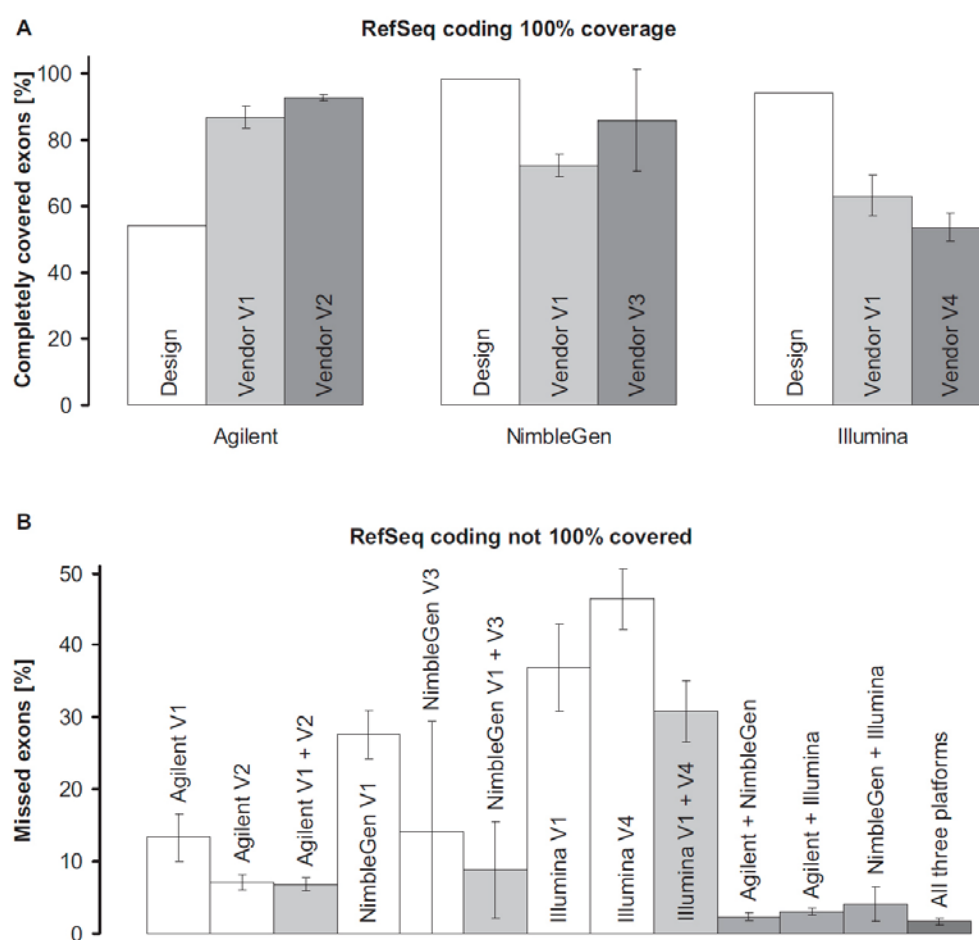 A
RefSeq coding 100% coverage
Completely covered exons [%]
100
80
60
40
20
0
Design
Vendor V1
Vendor V2
Design
Vendor V1
Vendor V3
Design
Vendor V1
Vendor V4
Agilent
NimbleGen
Illumina
B
RefSeq coding not 100% covered
Missed exons [%]
50
40
30
20
10
0
Agilent V1
Agilent V2
Agilent V1 + V2
NimbleGen V1
NimbleGen V3
NimbleGen V1 + V3
Illumina V1
Illumina V4
Illumina V1 + V4
Agilent + NimbleGen
Agilent + Illumina
NimbleGen + Illumina
All three platforms